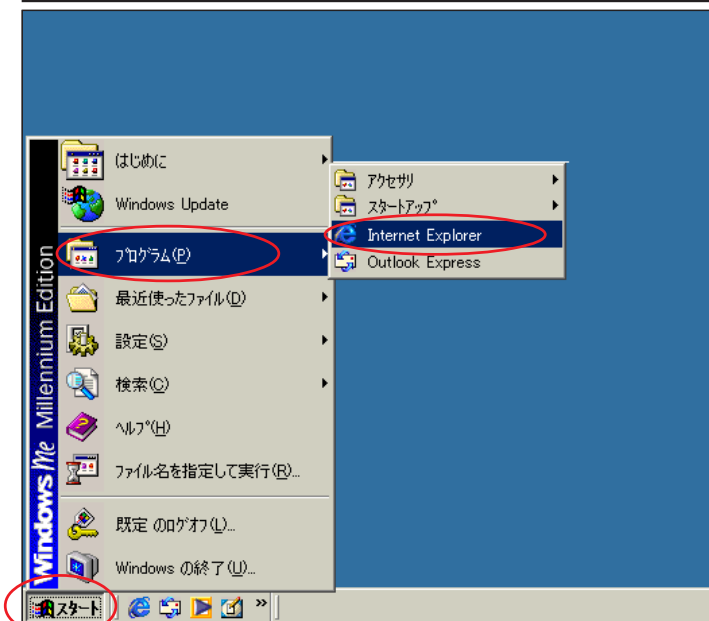 はじめに
Windows Update
プログラム(P)
最近使ったファイル(D)
設定(S)
検索(C)
ヘルプ(H)
ファイル名を指定して実行(R)...
既定 のログオフ(L)...
Windows の終了(U)...
Windows Me Millennium Edition
アクセサリ
スタートアップ
Internet Explorer
Outlook Express
スタート
»